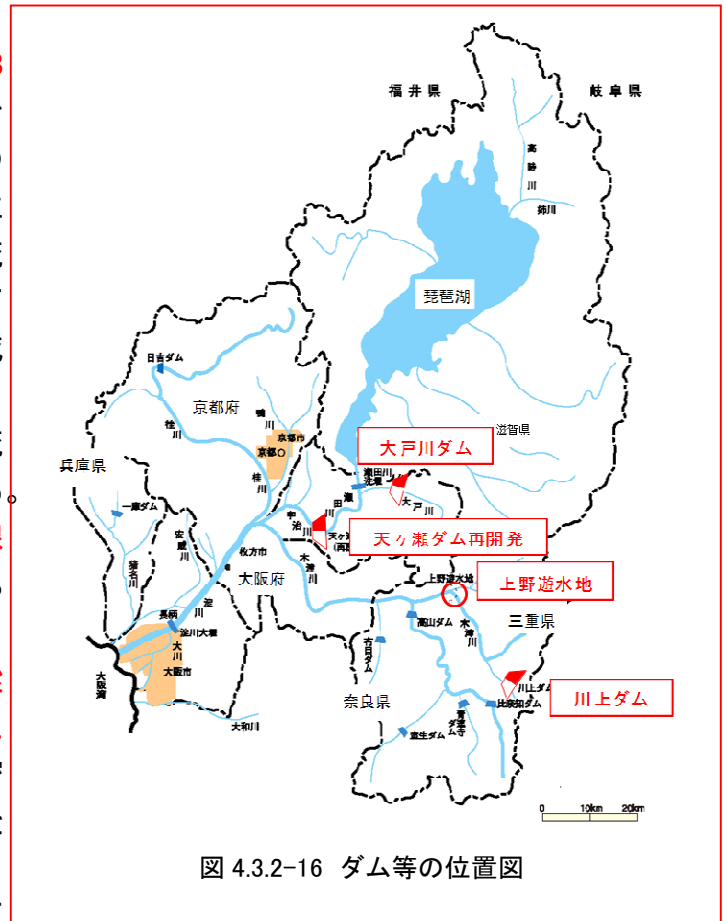 福井県
岐阜県
高時川
姉川
琵琶湖
日吉ダム
京都府
鴨川
京都市
京都
桂川
滋賀県
大戸川ダム
兵庫県
瀬田川
洗堰
大戸川
桂川
瀬田川
宇治川
天ヶ瀬ダム再開発
一庫ダム
安威川
猪名川
枚方市
木津川
大阪府
上野遊水地
上野遊水地
淀川
長柄
淀川大堰
大川
大阪市
大阪湾
高山ダム
木津川
三重県
布目ダム
奈良県
川上ダム
川上ダム
比奈知ダム
青蓮寺ダム
室生ダム
大和川
0 10km 20km
図 4.3.2-16 ダム等の位置図